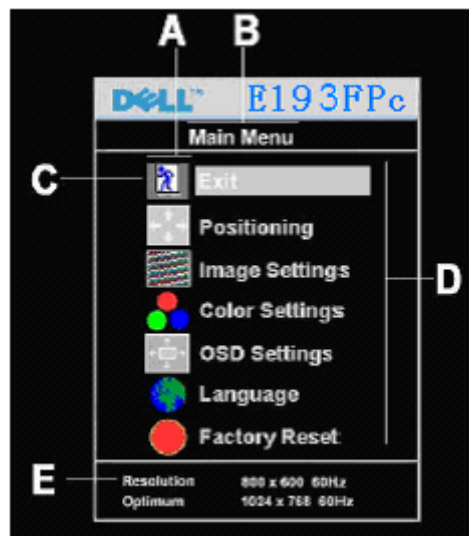 A B
DELL™ E193FPc
Main Menu
C Exit
Positioning
Image Settings
D
Color Settings
OSD Settings
Language
Factory Reset
E Resolution 800 x 600 60Hz
Optimum 1024 x 768 60Hz